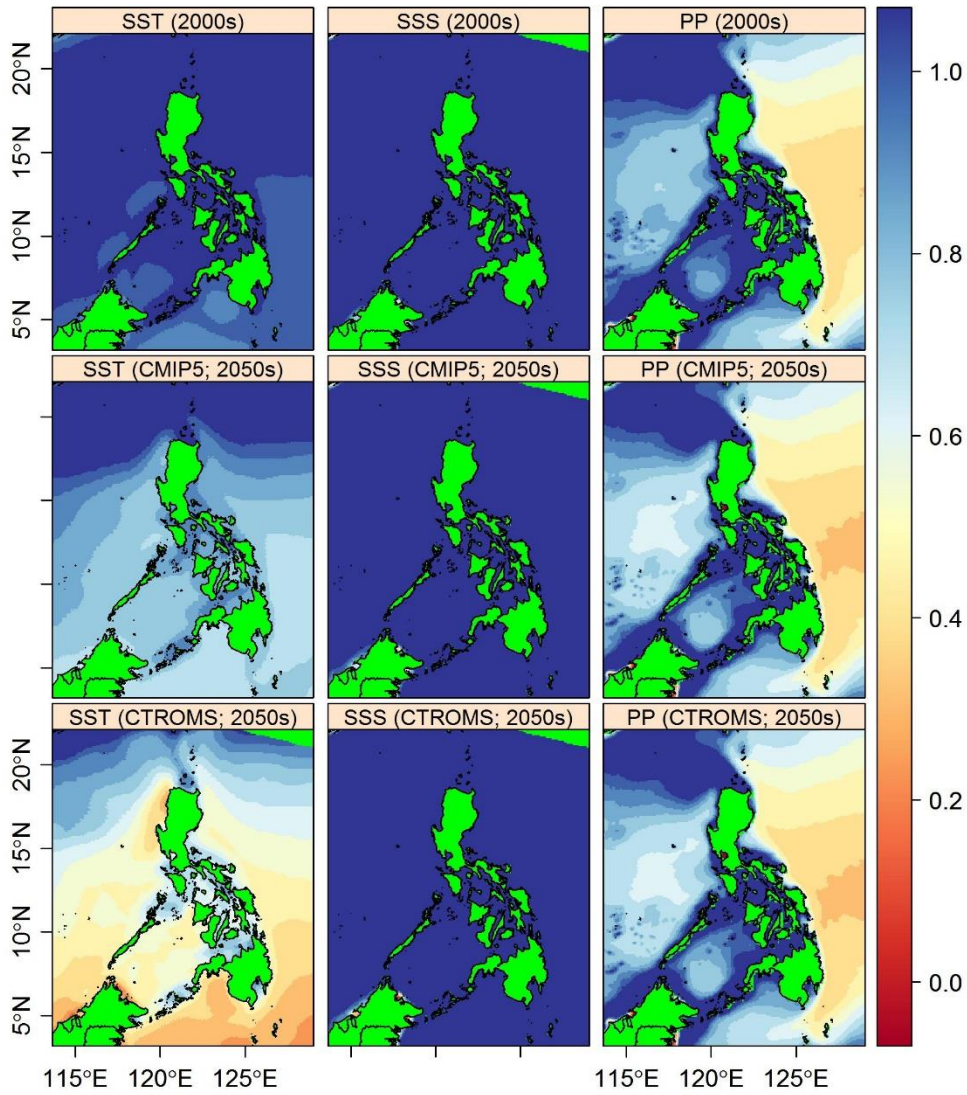 SST (2000s) SSS (2000s) PP (2000s)
20°N
15°N
10°N
5°N
SST (CMIP5; 2050s) SSS (CMIP5; 2050s) PP (CMIP5; 2050s)
SST (CTROMS; 2050s) SSS (CTROMS; 2050s) PP (CTROMS; 2050s)
20°N
15°N
10°N
5°N
115°E 120°E 125°E
115°E 120°E 125°E
1.0
0.8
0.6
0.4
0.2
0.0